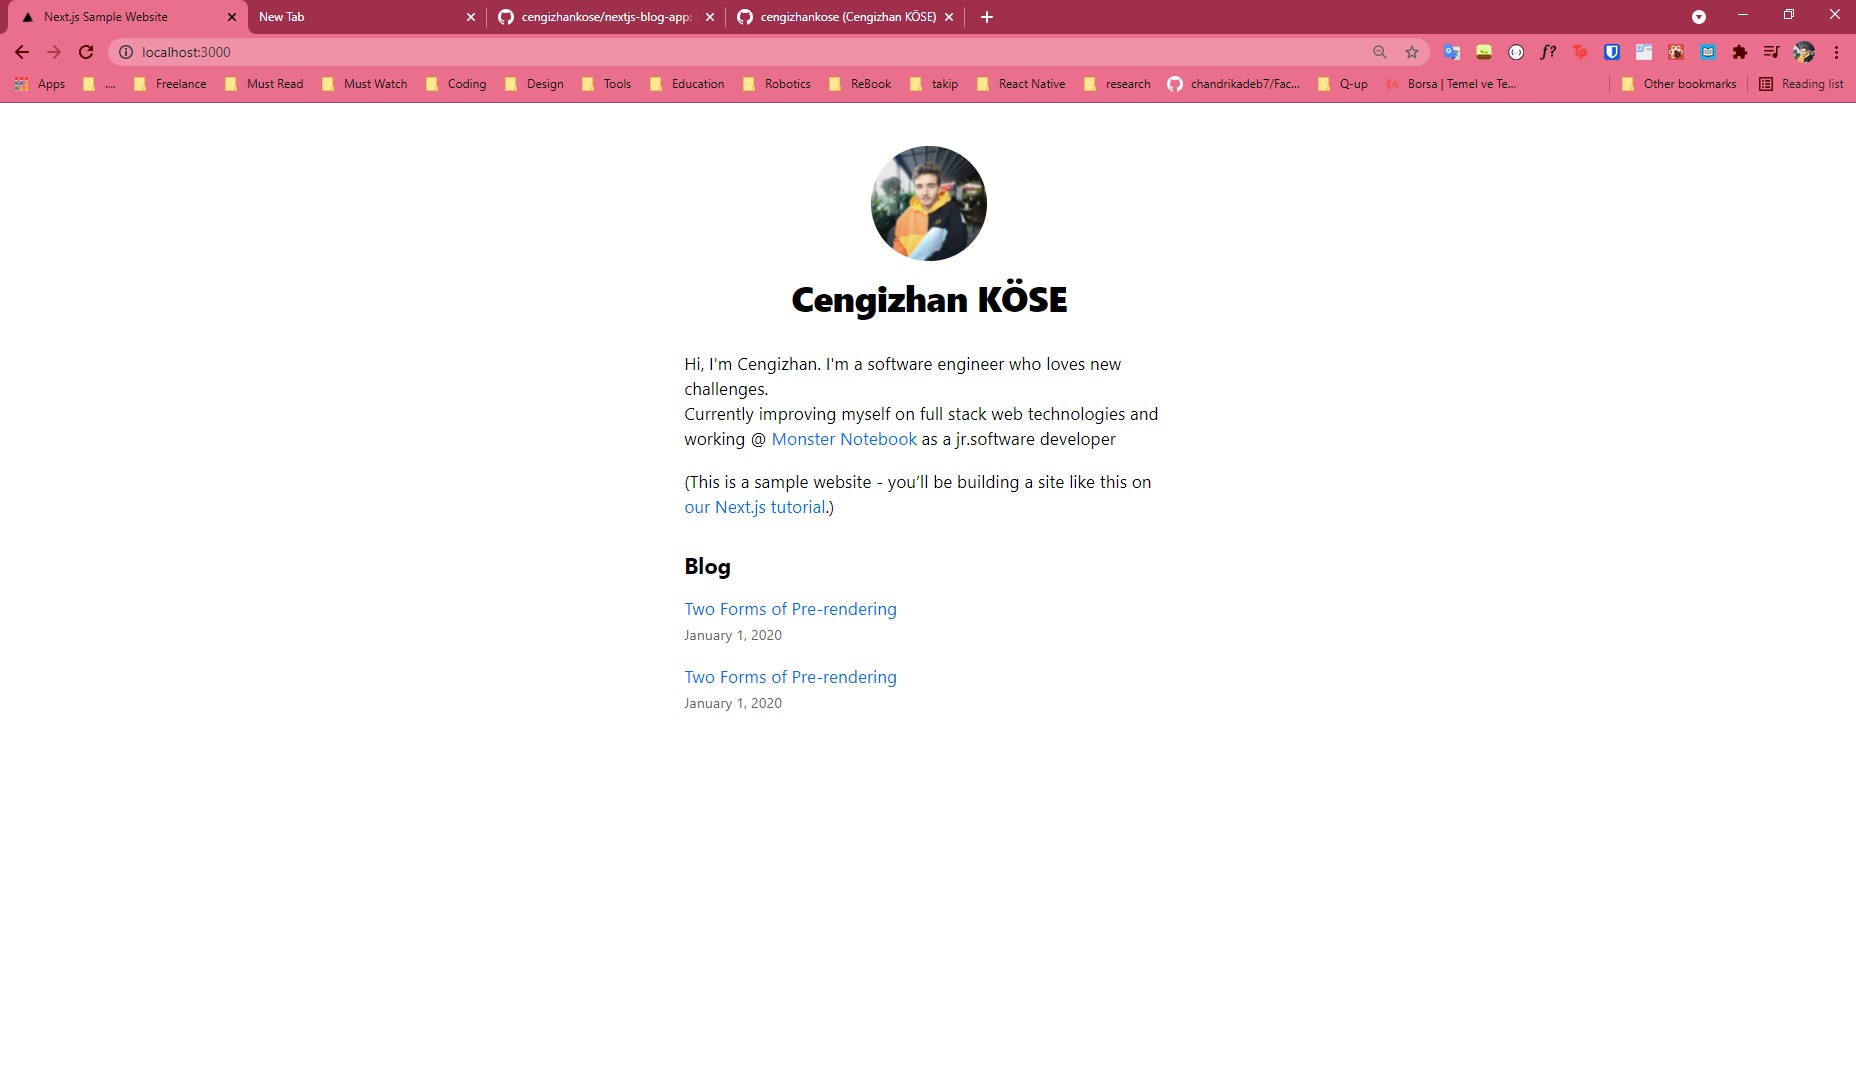 Next.js Sample Website
New Tab
cengizhankose/nextjs-blog-app:
cengizhankose (Cengizhan KÖSE)
localhost:3000
Apps
....
Freelance
Must Read
Must Watch
Coding
Design
Tools
Education
Robotics
ReBook
takip
React Native
research
chandrikadeb7/Fac...
Q-up
Borsa | Temel ve Te...
Other bookmarks
Reading list
Cengizhan KÖSE
Hi, I'm Cengizhan. I'm a software engineer who loves new
challenges.
Currently improving myself on full stack web technologies and
working @ Monster Notebook as a jr.software developer
(This is a sample website - you’ll be building a site like this on
our Next.js tutorial.)
Blog
Two Forms of Pre-rendering
January 1, 2020
Two Forms of Pre-rendering
January 1, 2020